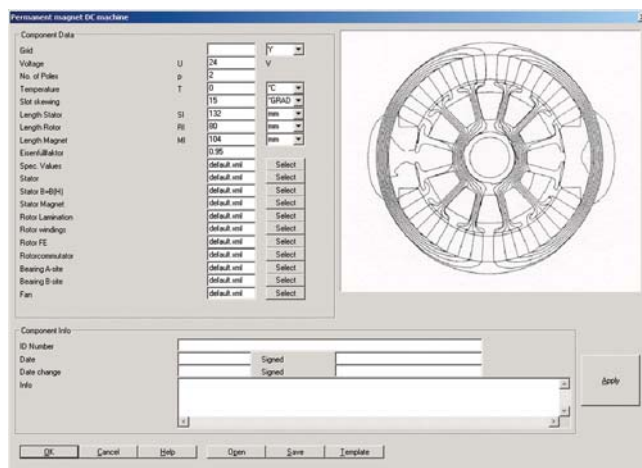 Permanent magnet DC machine
Component Data
Grid Y
Voltage U 24 V
No. of Poles p 2
Temperature T 0 °C
Slot skewing 15 °GRAD
Length Stator Sl 132 mm
Length Rotor Rl 80 mm
Length Magnet Ml 104 mm
Eisenfüllfaktor 0.95
Spec. Values default.xml Select
Stator default.xml Select
Stator B=B(H) default.xml Select
Stator Magnet default.xml Select
Rotor Lamination default.xml Select
Rotor windings default.xml Select
Rotor FE default.xml Select
Rotorcommutator default.xml Select
Bearing A-site default.xml Select
Bearing B-site default.xml Select
Fan default.xml Select
Component Info
ID Number
Date Signed
Date change Signed
Info
Apply
OK Cancel Help Open Save Template